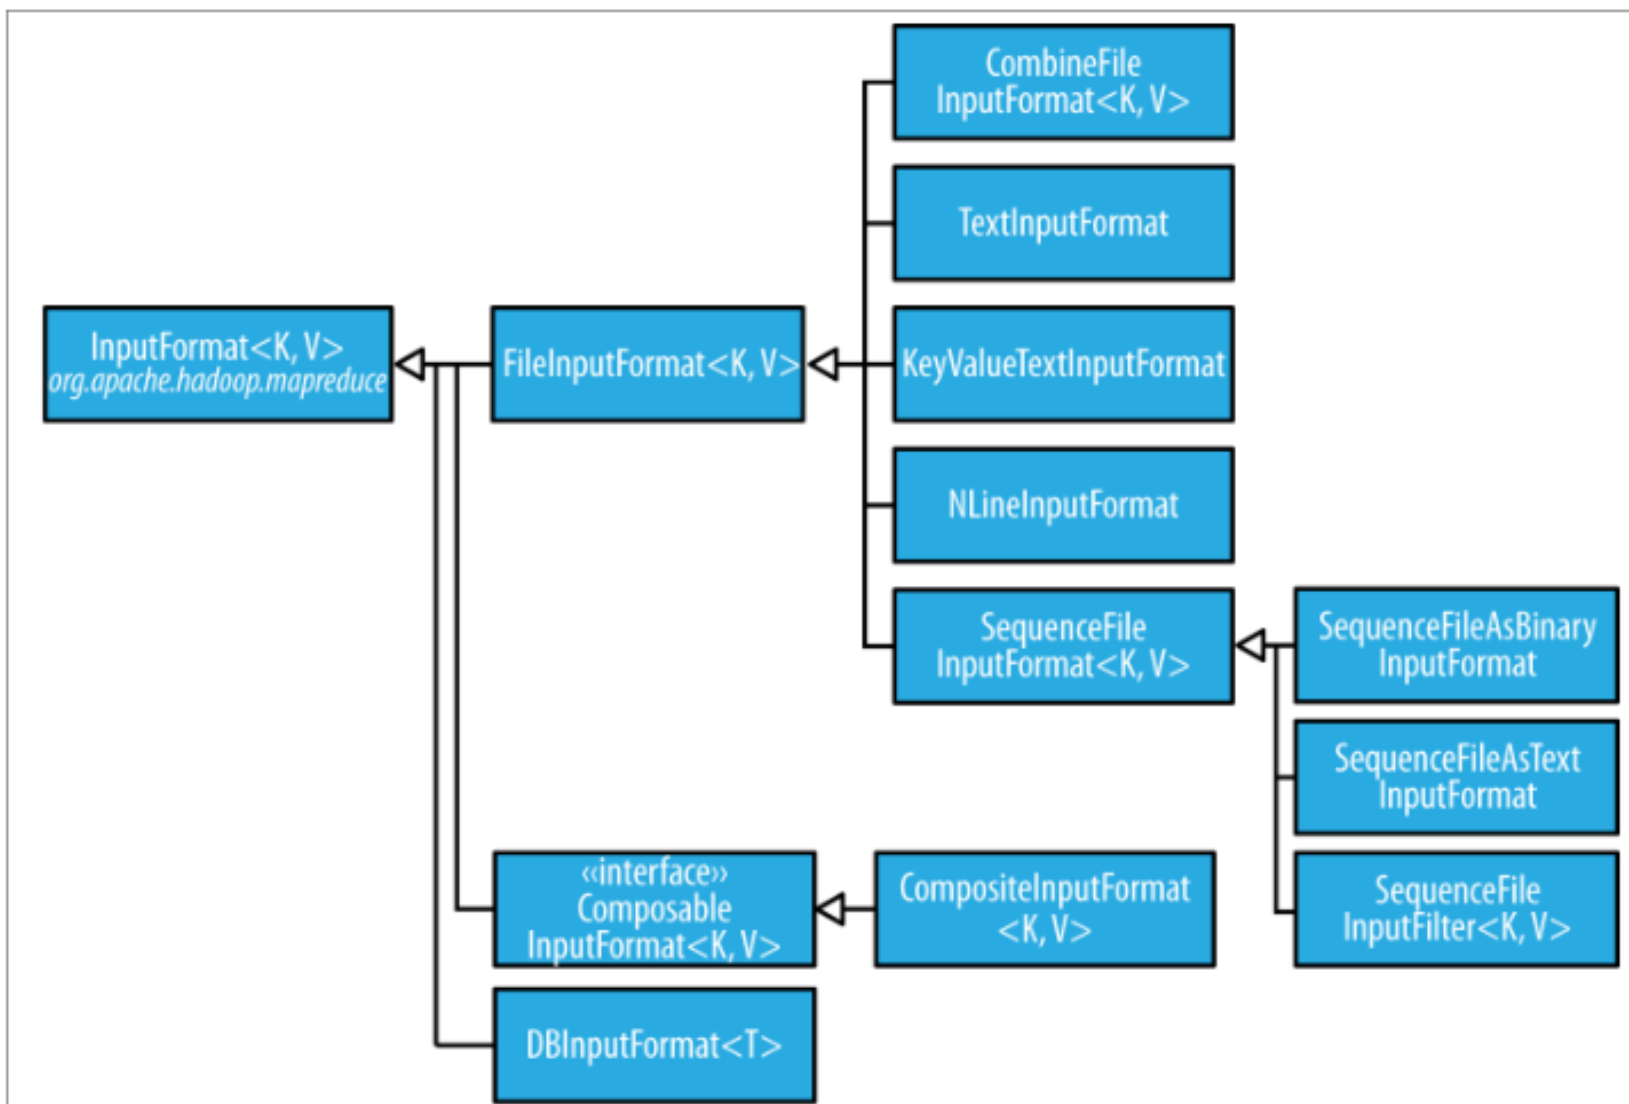 CombineFile
InputFormat<K, V>
TextInputFormat
InputFormat<K, V>
org.apache.hadoop.mapreduce
FileInputFormat<K, V>
KeyValueTextInputFormat
NLineInputFormat
SequenceFile
InputFormat<K, V>
SequenceFileAsBinary
InputFormat
SequenceFileAsText
InputFormat
«interface»
Composable
InputFormat<K, V>
CompositeInputFormat
<K, V>
SequenceFile
InputFilter<K, V>
DBInputFormat<T>